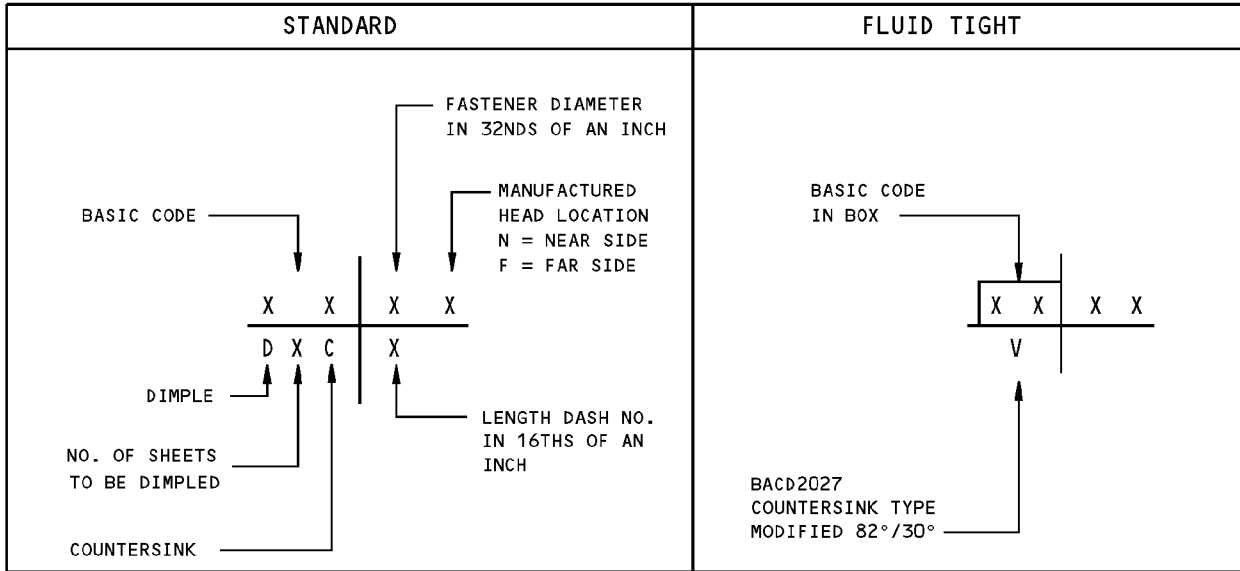 STANDARD
FASTENER DIAMETER
IN 32NDS OF AN INCH
MANUFACTURED
HEAD LOCATION
N = NEAR SIDE
F = FAR SIDE
BASIC CODE
X X X X
D X C X
DIMPLE
LENGTH DASH NO.
IN 16THS OF AN
INCH
NO. OF SHEETS
TO BE DIMPLED
COUNTERSINK
FLUID TIGHT
BASIC CODE
IN BOX
X X X X
V
BACD2027
COUNTERSINK TYPE
MODIFIED 82°/30°